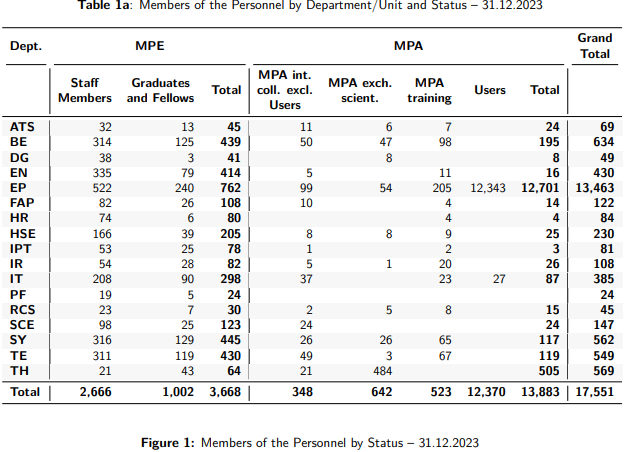 Table 1a: Members of the Personnel by Department/Unit and Status – 31.12.2023
Dept. MPE MPA Grand Total
Staff Members Graduates and Fellows Total MPA int. coll. excl. Users MPA exch. scient. MPA training Users Total
ATS 32 13 45 11 6 7 24 69
BE 314 125 439 50 47 98 195 634
DG 38 3 41 8 8 49
EN 335 79 414 5 11 16 430
EP 522 240 762 99 54 205 12,343 12,701 13,463
FAP 82 26 108 10 4 14 122
HR 74 6 80 4 4 84
HSE 166 39 205 8 8 9 25 230
IPT 53 25 78 1 2 3 81
IR 54 28 82 5 1 20 26 108
IT 208 90 298 37 23 27 87 385
PF 19 5 24 24
RCS 23 7 30 2 5 8 15 45
SCE 98 25 123 24 24 147
SY 316 129 445 26 26 65 117 562
TE 311 119 430 49 3 67 119 549
TH 21 43 64 21 484 505 569
Total 2,666 1,002 3,668 348 642 523 12,370 13,883 17,551
Figure 1: Members of the Personnel by Status – 31.12.2023